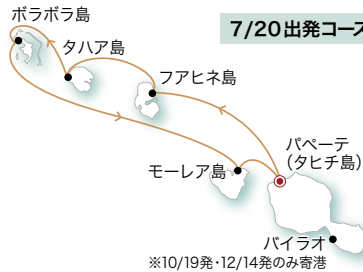 ボラボラ島
7/20出発コース
タハア島
フアヒネ島
パペーテ
(タヒチ島)
モーレア島
バイラオ
※10/19発・12/14発のみ寄港